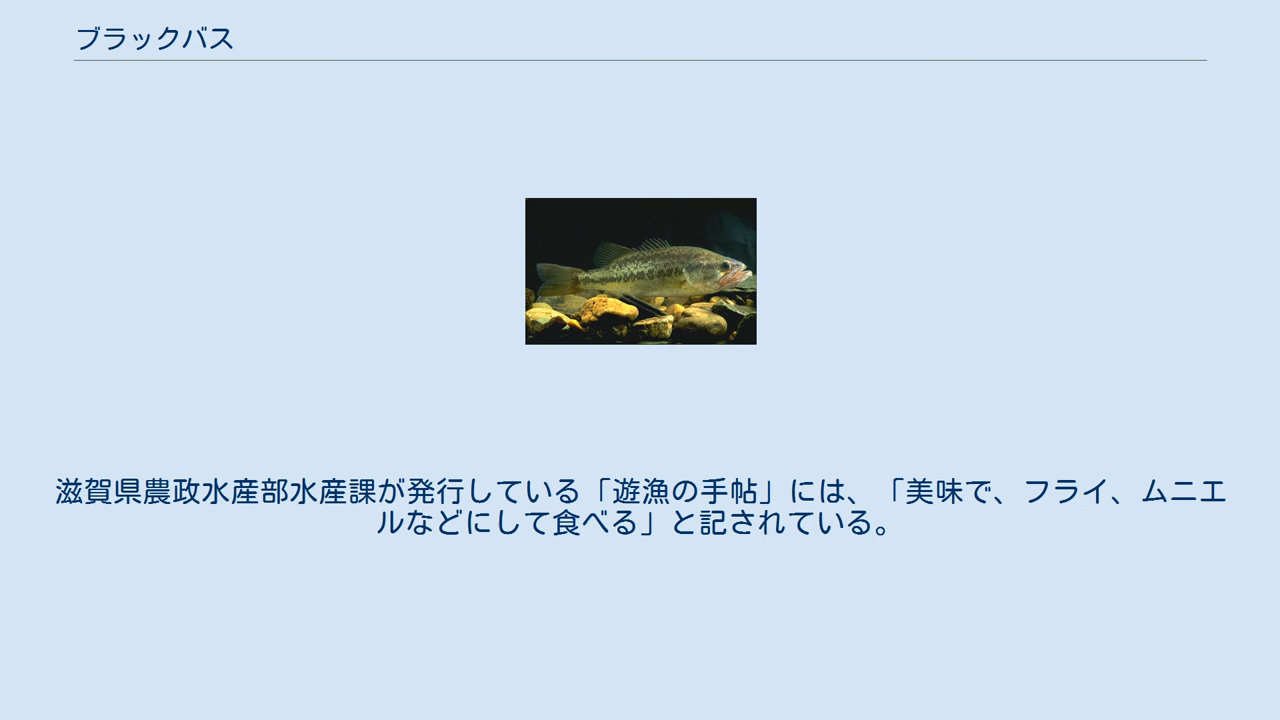 ブラックバス
滋賀県農政水産部水産課が発行している「遊漁の手帖」には、「美味で、フライ、ムニエ
ルなどにして食べる」と記されている。